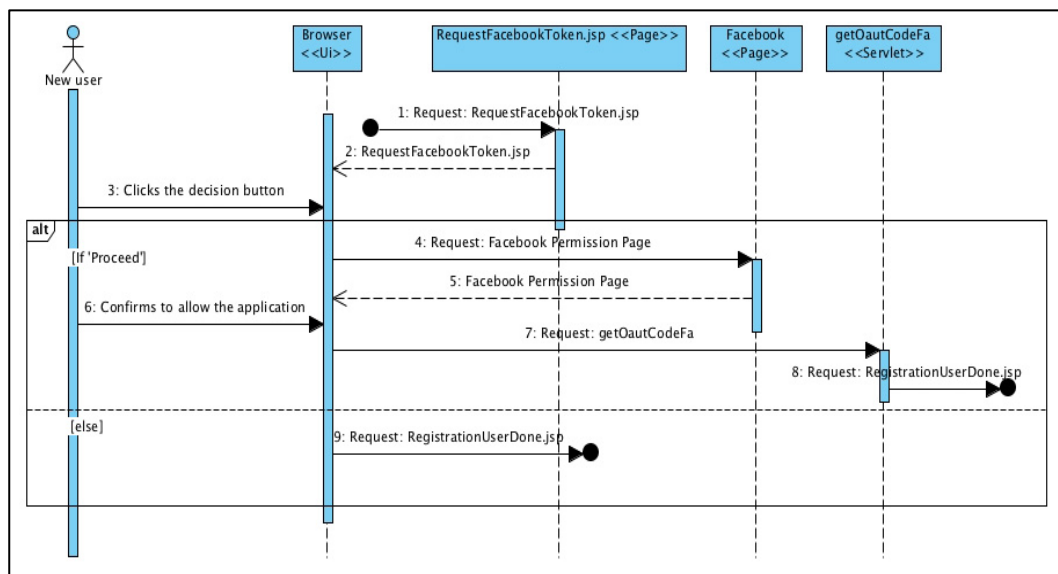 New user
Browser
<<Ui>>
RequestFacebookToken.jsp <<Page>>
Facebook
<<Page>>
getOautCodeFa
<<Servlet>>
1: Request: RequestFacebookToken.jsp
2: RequestFacebookToken.jsp
3: Clicks the decision button
alt
[If 'Proceed']
4: Request: Facebook Permission Page
5: Facebook Permission Page
6: Confirms to allow the application
7: Request: getOautCodeFa
8: Request: RegistrationUserDone.jsp
[else]
9: Request: RegistrationUserDone.jsp